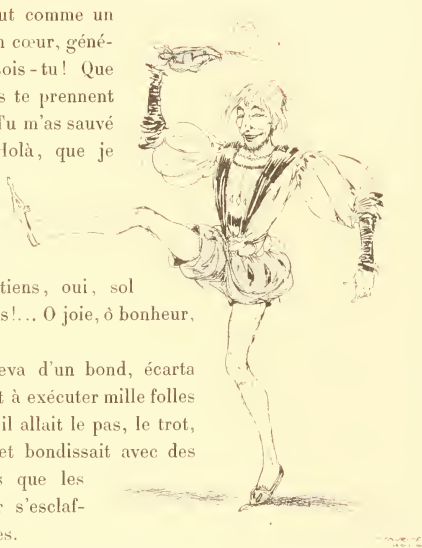 ut comme un
n cœur, géné-
ois-tu! Que
s te prennent
Tu m'as sauvé
Holà, que je
tiens, oui, sol
s!... O joie, ô bonheur,
eva d'un bond, écarta
t à exécuter mille folles
il allait le pas, le trot,
et bondissait avec des
s que les
r s'esclaf-
es.